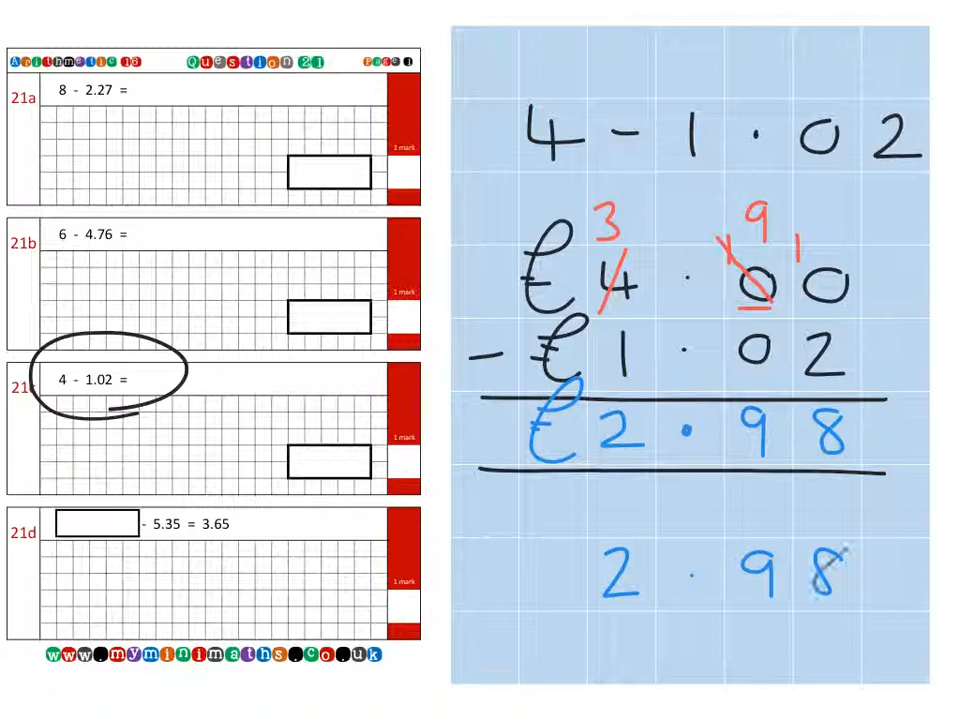 Arithmetic 18 Question 21 Page 1
21a 8 - 2.27 =
1 mark
21b 6 - 4.76 =
1 mark
21c 4 - 1.02 =
1 mark
21d - 5.35 = 3.65
1 mark
www.myminimaths.co.uk
4 - 1 . 0 2
3 1 9 1
£ 4 . 0 0
- £ 1 . 0 2
£ 2 . 9 8
2 . 9 8